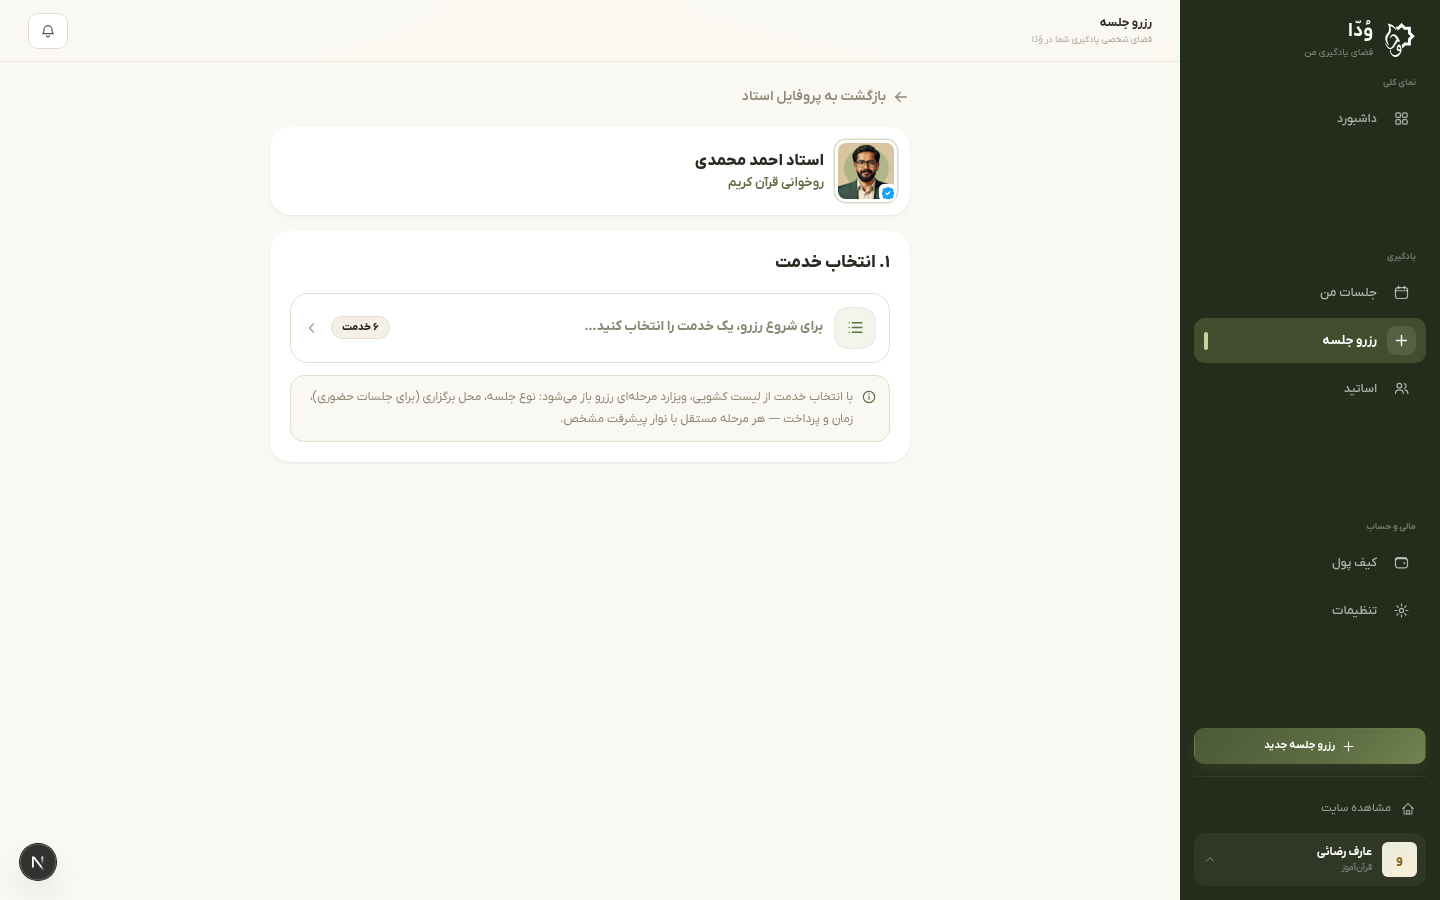 وُدّا
فضای یادگیری من
نمای کلی
داشبورد
یادگیری
جلسات من
رزرو جلسه
اساتید
مالی و حساب
کیف پول
تنظیمات
رزرو جلسه جدید
مشاهده سایت
و
عارف رضائی
قرآن‌آموز
رزرو جلسه
فضای شخصی یادگیری شما در وُدّا
بازگشت به پروفایل استاد
استاد احمد محمدی
روخوانی قرآن کریم
۱. انتخاب خدمت
برای شروع رزرو، یک خدمت را انتخاب کنید...
۶ خدمت
با انتخاب خدمت از لیست کشویی، ویزارد مرحله‌ای رزرو باز می‌شود: نوع جلسه، محل برگزاری (برای جلسات حضوری)،
زمان و پرداخت — هر مرحله مستقل با نوار پیشرفت مشخص.
N